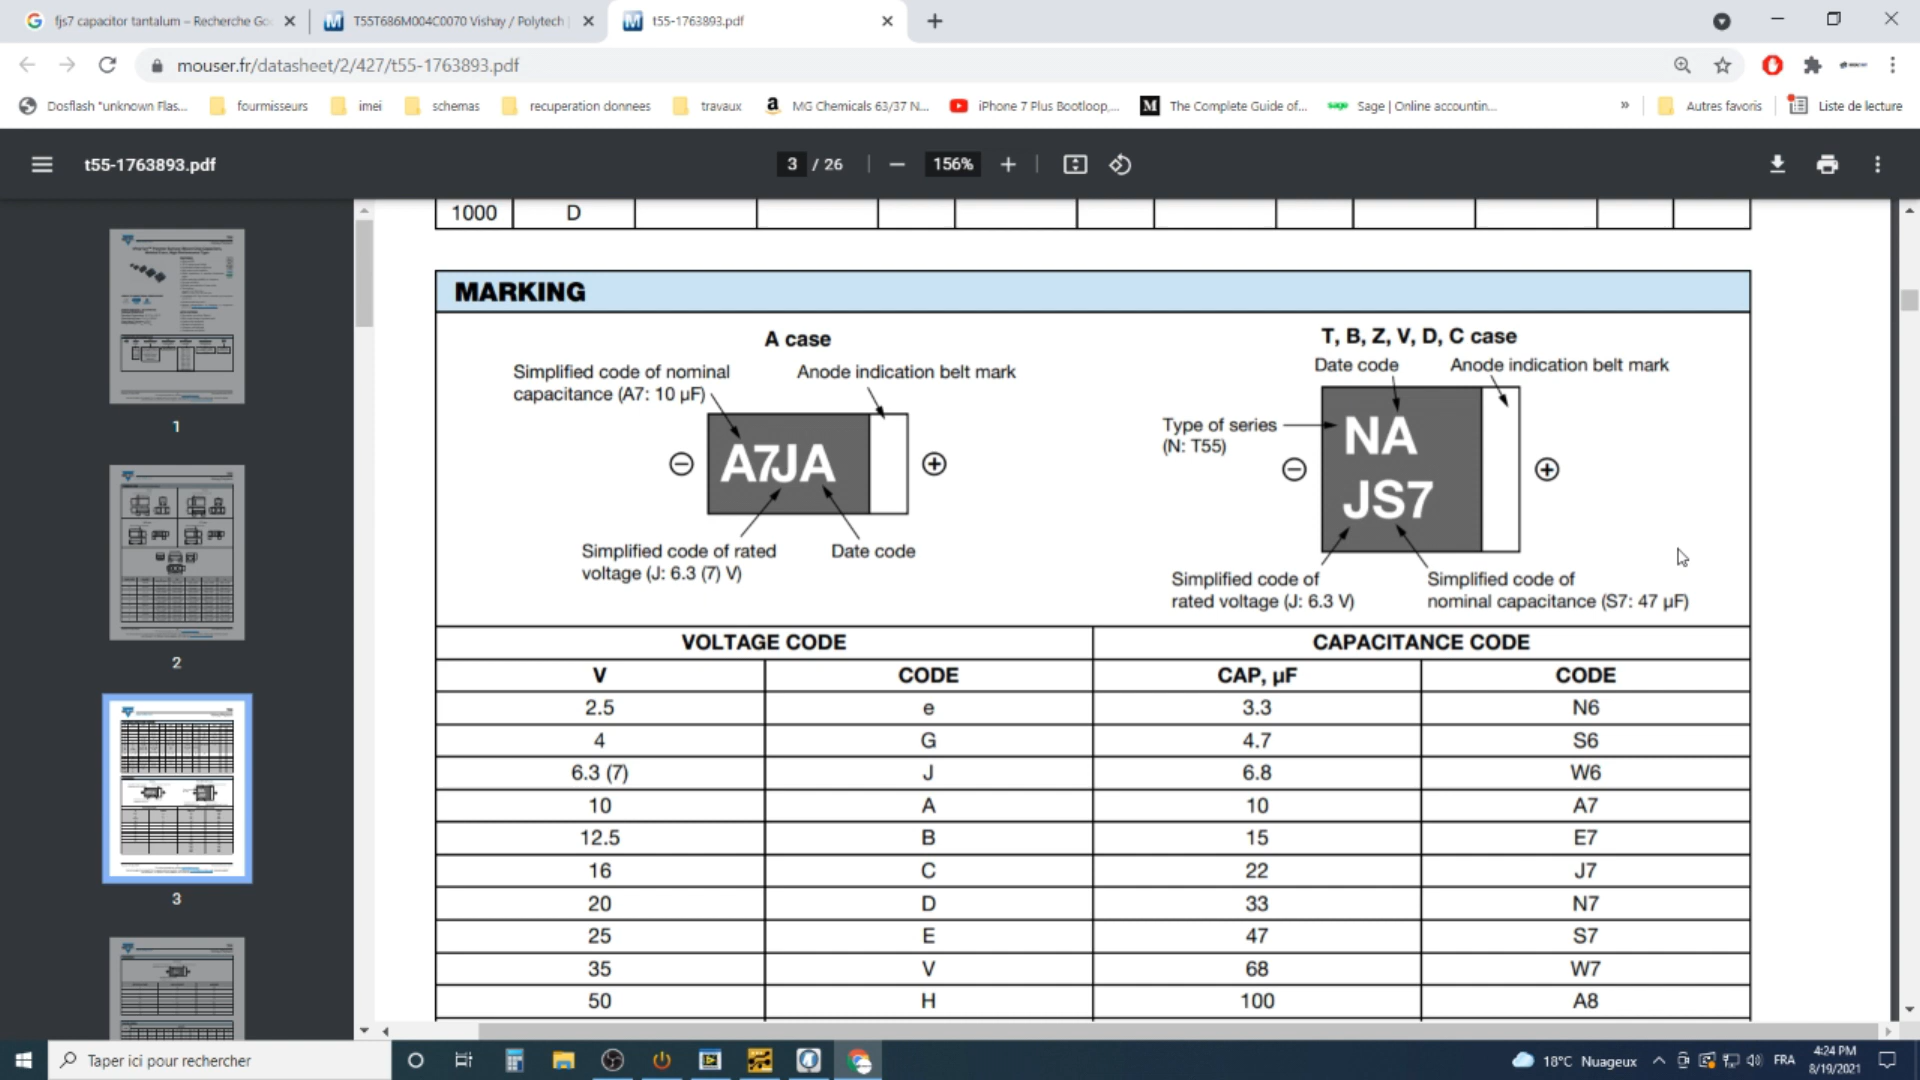 fjs7 capacitor tantalum – Recherche Go
T55T686M004C0070 Vishay / Polytech
t55-1763893.pdf
mouser.fr/datasheet/2/427/t55-1763893.pdf
Dosflash "unknown Flas...
fournisseurs
imei
schemas
recuperation donnees
travaux
MG Chemicals 63/37 N...
iPhone 7 Plus Bootloop,...
The Complete Guide of...
Sage | Online accountin...
»
Autres favoris
Liste de lecture
t55-1763893.pdf
3 / 26
156%
1
2
3
1000 D
MARKING
A case
Simplified code of nominal
capacitance (A7: 10 µF)
Anode indication belt mark
A7JA
Simplified code of rated
voltage (J: 6.3 (7) V)
Date code
T, B, Z, V, D, C case
Date code
Anode indication belt mark
Type of series
(N: T55)
NA
JS7
Simplified code of
rated voltage (J: 6.3 V)
Simplified code of
nominal capacitance (S7: 47 µF)
VOLTAGE CODE CAPACITANCE CODE
V CODE CAP, µF CODE
2.5 e 3.3 N6
4 G 4.7 S6
6.3 (7) J 6.8 W6
10 A 10 A7
12.5 B 15 E7
16 C 22 J7
20 D 33 N7
25 E 47 S7
35 V 68 W7
50 H 100 A8
Taper ici pour rechercher
18°C Nuageux
FRA
4:24 PM
8/19/2021